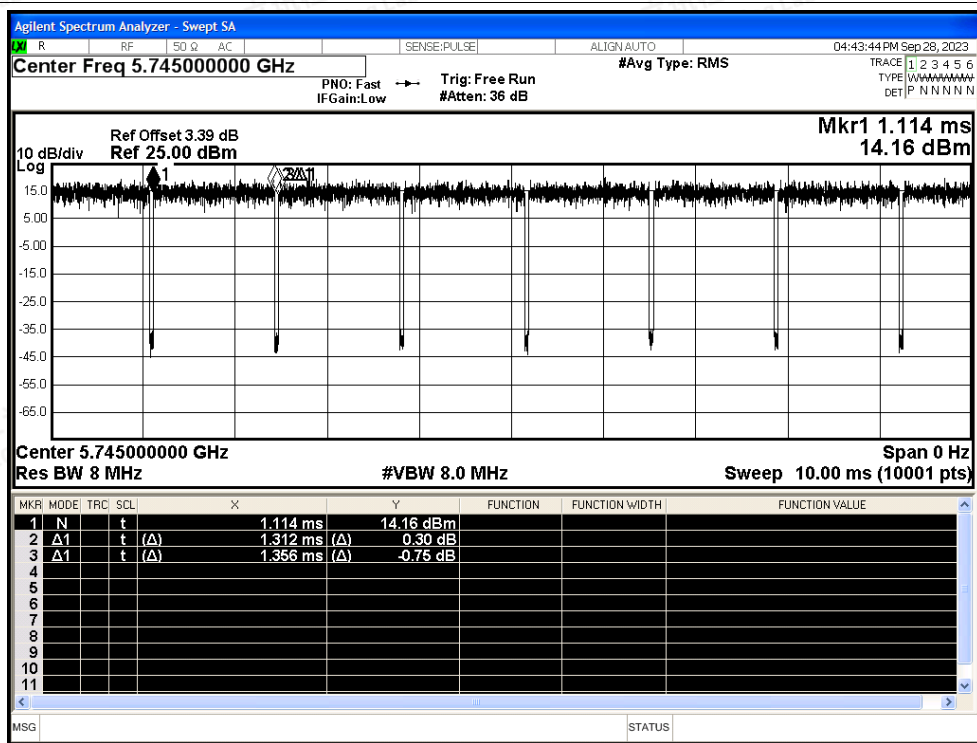 Agilent Spectrum Analyzer - Swept SA
LXI R RF 50 Ω AC SENSE:PULSE ALIGN AUTO 04:43:44 PM Sep 28, 2023
Center Freq 5.745000000 GHz #Avg Type: RMS TRACE 1 2 3 4 5 6
PNO: Fast Trig: Free Run TYPE WWWWWW
IFGain:Low #Atten: 36 dB DET P N N N N N
Mkr1 1.114 ms
Ref Offset 3.39 dB
10 dB/div Ref 25.00 dBm 14.16 dBm
Log
1 2 3Δ1
15.0
5.00
-5.00
-15.0
-25.0
-35.0
-45.0
-55.0
-65.0
Center 5.745000000 GHz Span 0 Hz
Res BW 8 MHz #VBW 8.0 MHz Sweep 10.00 ms (10001 pts)
MKR MODE TRC SCL X Y FUNCTION FUNCTION WIDTH FUNCTION VALUE
1 N t 1.114 ms 14.16 dBm
2 Δ1 t (Δ) 1.312 ms (Δ) 0.30 dB
3 Δ1 t (Δ) 1.356 ms (Δ) -0.75 dB
4
5
6
7
8
9
10
11
MSG STATUS